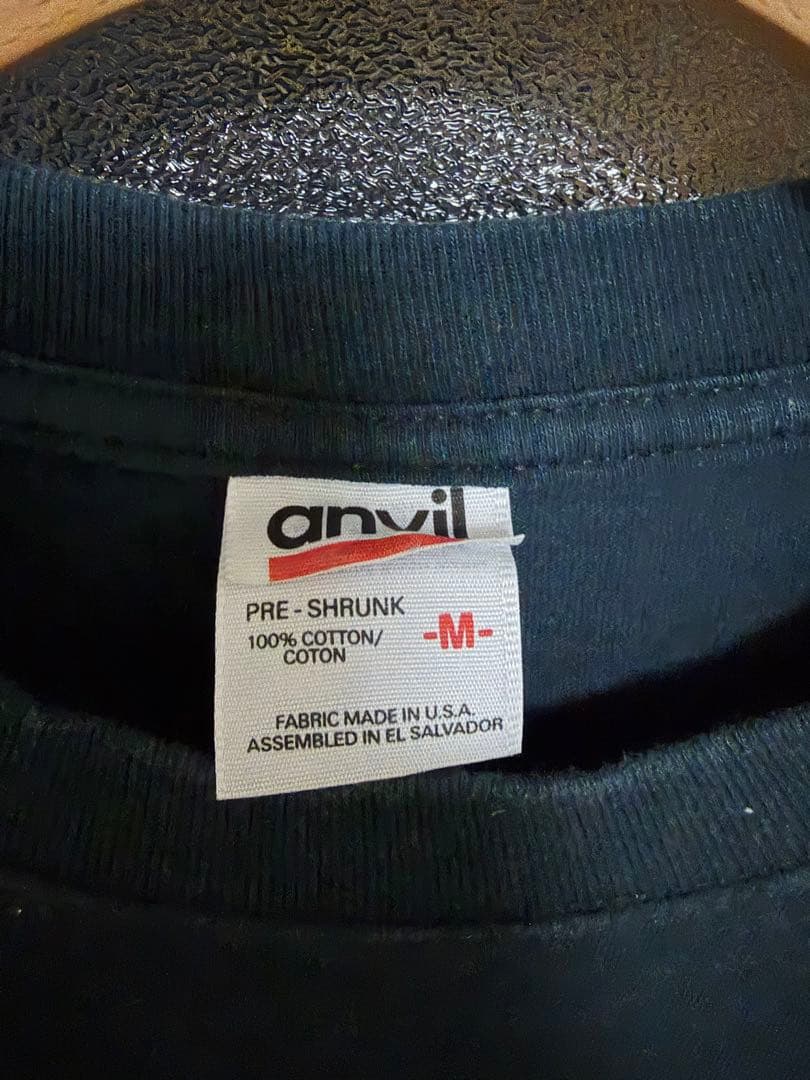 anvil
PRE-SHRUNK
100% COTTON/
COTON
-M-
FABRIC MADE IN U.S.A.
ASSEMBLED IN EL SALVADOR